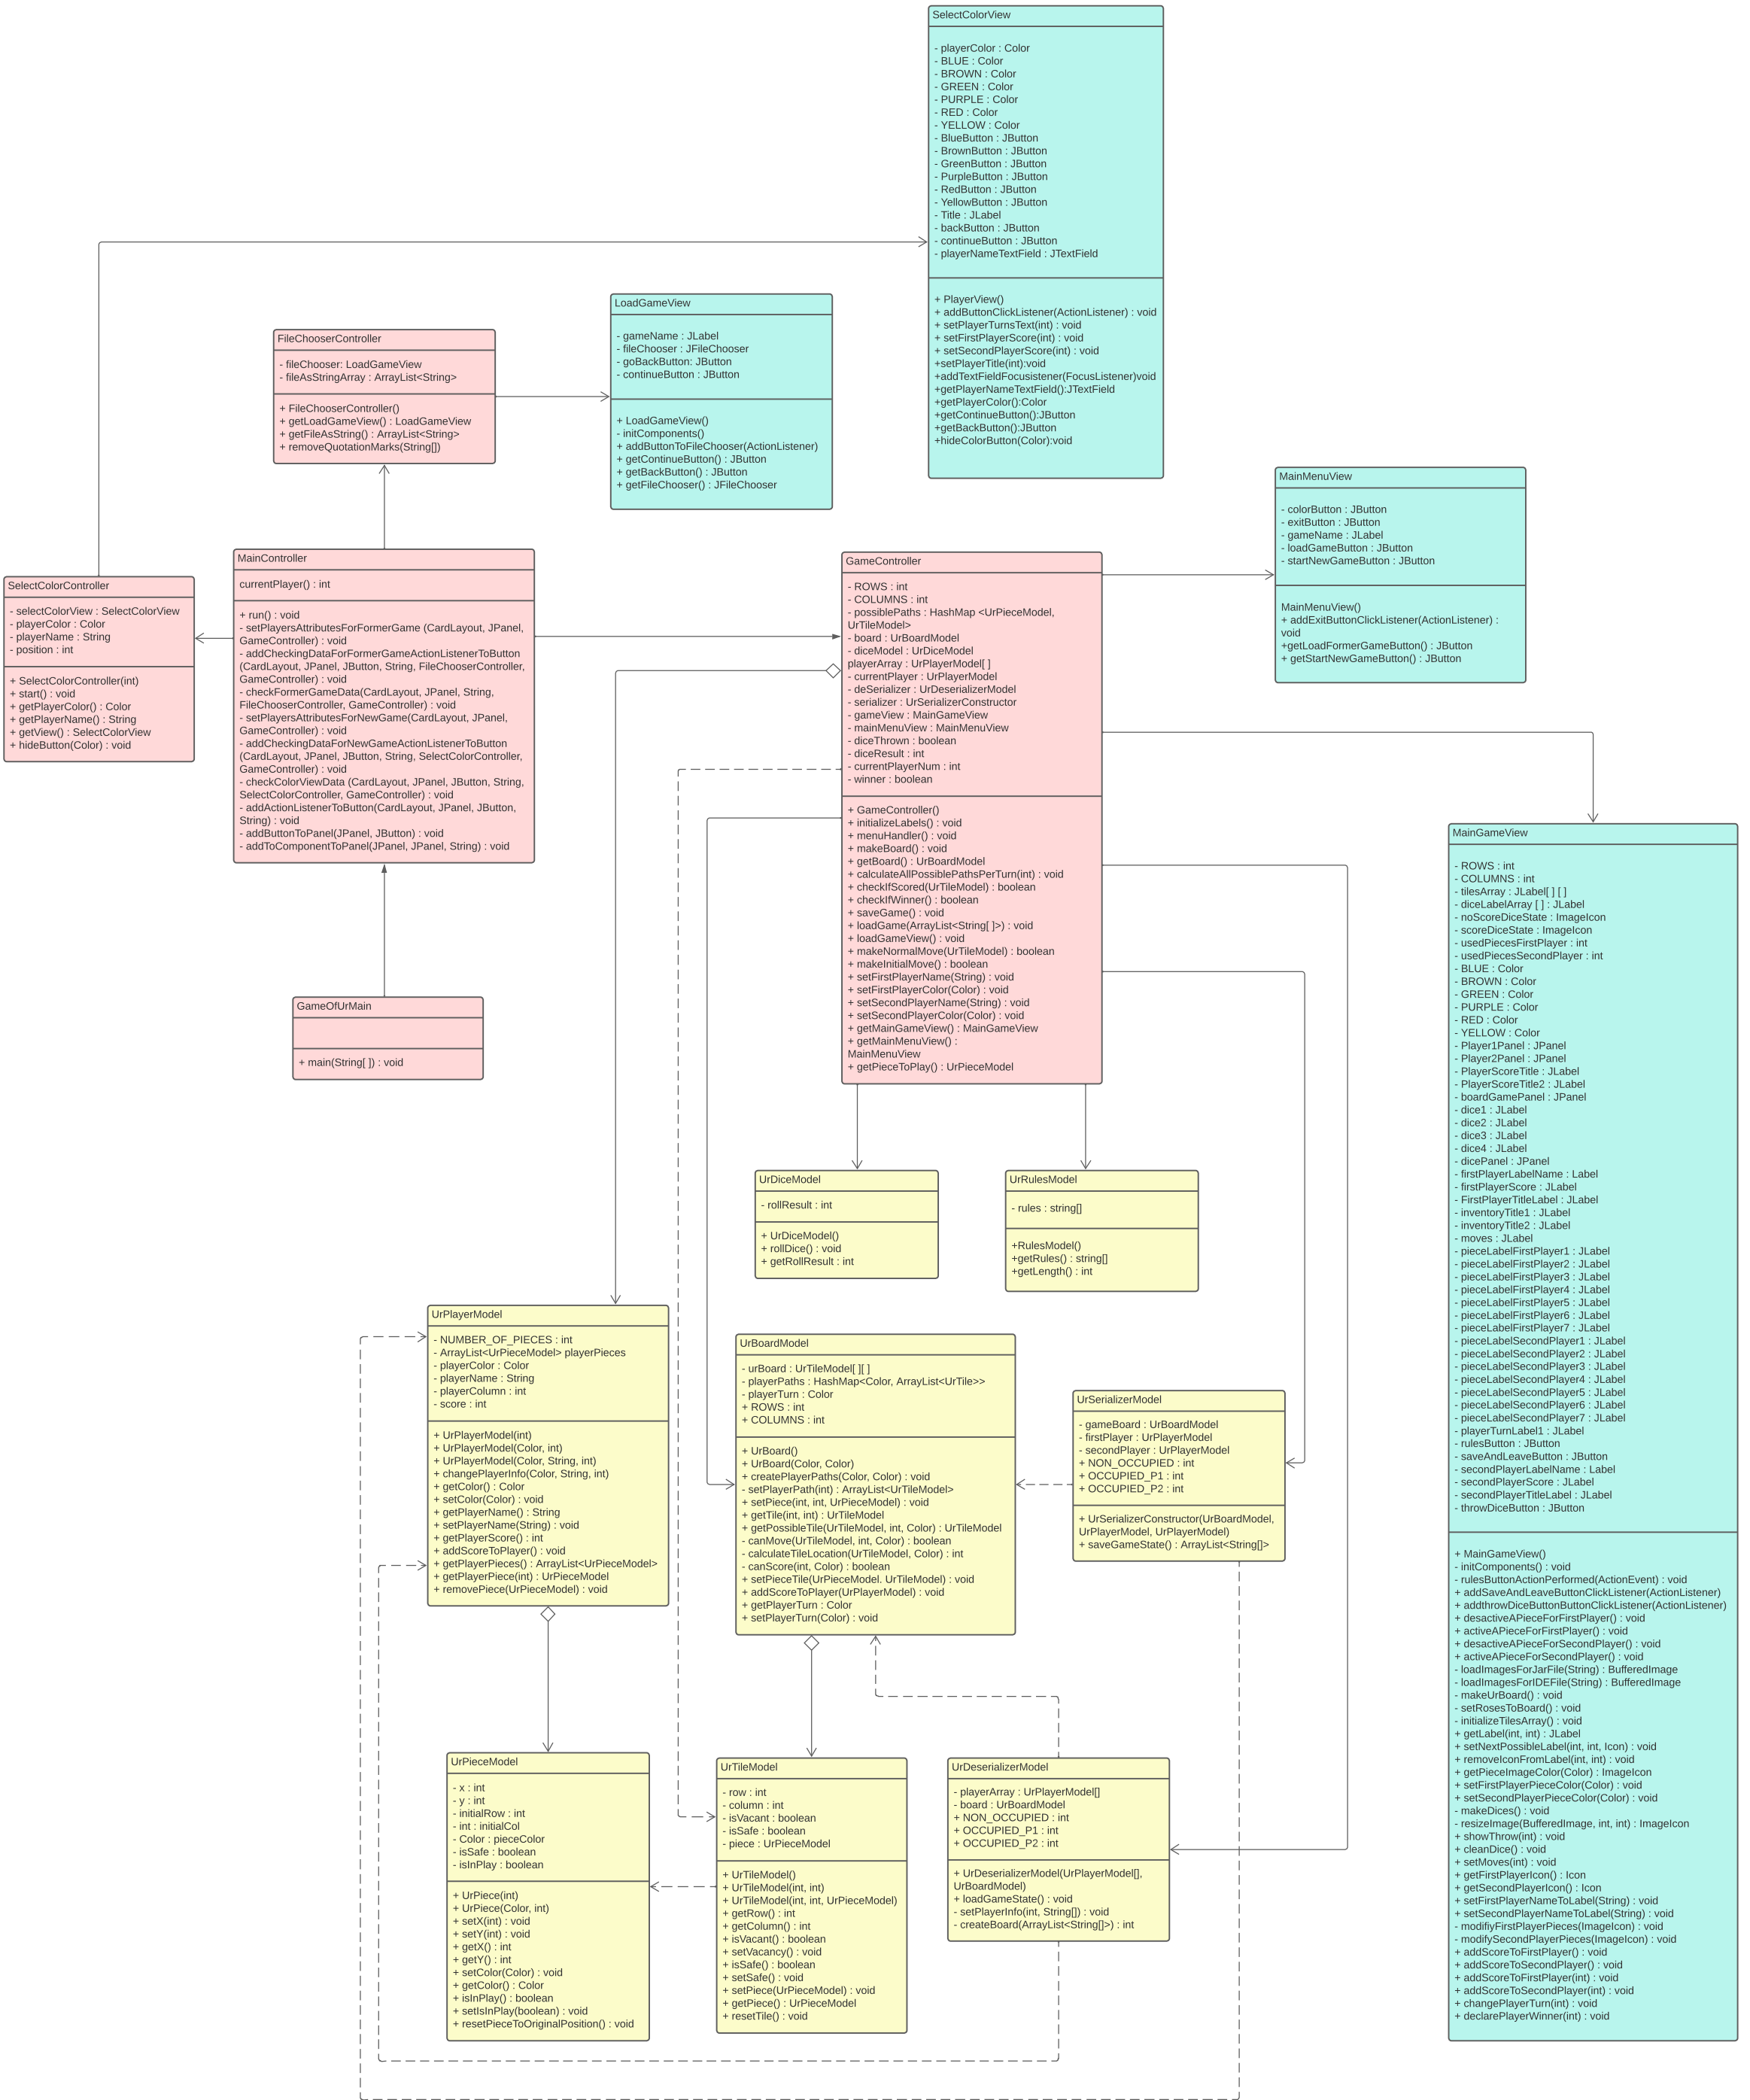 SelectColorView
- playerColor : Color
- BLUE : Color
- BROWN : Color
- GREEN : Color
- PURPLE : Color
- RED : Color
- YELLOW : Color
- BlueButton : JButton
- BrownButton : JButton
- GreenButton : JButton
- PurpleButton : JButton
- RedButton : JButton
- YellowButton : JButton
- Title : JLabel
- backButton : JButton
- continueButton : JButton
- playerNameTextField : JTextField
+ PlayerView()
+ addButtonClickListener(ActionListener) : void
+ setPlayerTurnsText(int) : void
+ setFirstPlayerScore(int) : void
+ setSecondPlayerScore(int) : void
+setPlayerTitle(int):void
+addTextFieldFocusistener(FocusListener)void
+getPlayerNameTextField():JTextField
+getPlayerColor():Color
+getContinueButton():JButton
+getBackButton():JButton
+hideColorButton(Color):void
LoadGameView
- gameName : JLabel
- fileChooser : JFileChooser
- goBackButton: JButton
- continueButton : JButton
+ LoadGameView()
- initComponents()
+ addButtonToFileChooser(ActionListener)
+ getContinueButton() : JButton
+ getBackButton() : JButton
+ getFileChooser() : JFileChooser
FileChooserController
- fileChooser: LoadGameView
- fileAsStringArray : ArrayList<String>
+ FileChooserController()
+ getLoadGameView() : LoadGameView
+ getFileAsString() : ArrayList<String>
+ removeQuotationMarks(String[])
MainMenuView
- colorButton : JButton
- exitButton : JButton
- gameName : JLabel
- loadGameButton : JButton
- startNewGameButton : JButton
MainMenuView()
+ addExitButtonClickListener(ActionListener) :
void
+getLoadFormerGameButton() : JButton
+ getStartNewGameButton() : JButton
SelectColorController
- selectColorView : SelectColorView
- playerColor : Color
- playerName : String
- position : int
+ SelectColorController(int)
+ start() : void
+ getPlayerColor() : Color
+ getPlayerName() : String
+ getView() : SelectColorView
+ hideButton(Color) : void
MainController
currentPlayer() : int
+ run() : void
- setPlayersAttributesForFormerGame (CardLayout, JPanel,
GameController) : void
- addCheckingDataForFormerGameActionListenerToButton
(CardLayout, JPanel, JButton, String, FileChooserController,
GameController) : void
- checkFormerGameData(CardLayout, JPanel, String,
FileChooserController, GameController) : void
- setPlayersAttributesForNewGame(CardLayout, JPanel,
GameController) : void
- addCheckingDataForNewGameActionListenerToButton
(CardLayout, JPanel, JButton, String, SelectColorController,
GameController) : void
- checkColorViewData (CardLayout, JPanel, JButton, String,
SelectColorController, GameController) : void
- addActionListenerToButton(CardLayout, JPanel, JButton,
String) : void
- addButtonToPanel(JPanel, JButton) : void
- addToComponentToPanel(JPanel, JPanel, String) : void
GameController
- ROWS : int
- COLUMNS : int
- possiblePaths : HashMap <UrPieceModel,
UrTileModel>
- board : UrBoardModel
- diceModel : UrDiceModel
playerArray : UrPlayerModel[ ]
- currentPlayer : UrPlayerModel
- deSerializer : UrDeserializerModel
- serializer : UrSerializerConstructor
- gameView : MainGameView
- mainMenuView : MainMenuView
- diceThrown : boolean
- diceResult : int
- currentPlayerNum : int
- winner : boolean
+ GameController()
+ initializeLabels() : void
+ menuHandler() : void
+ makeBoard() : void
+ getBoard() : UrBoardModel
+ calculateAllPossiblePathsPerTurn(int) : void
+ checkIfScored(UrTileModel) : boolean
+ checkIfWinner() : boolean
+ saveGame() : void
+ loadGame(ArrayList<String[ ]>) : void
+ loadGameView() : void
+ makeNormalMove(UrTileModel) : boolean
+ makeInitialMove() : boolean
+ setFirstPlayerName(String) : void
+ setFirstPlayerColor(Color) : void
+ setSecondPlayerName(String) : void
+ setSecondPlayerColor(Color) : void
+ getMainGameView() : MainGameView
+ getMainMenuView() :
MainMenuView
+ getPieceToPlay() : UrPieceModel
GameOfUrMain
+ main(String[ ]) : void
MainGameView
- ROWS : int
- COLUMNS : int
- tilesArray : JLabel[ ] [ ]
- diceLabelArray [ ] : JLabel
- noScoreDiceState : ImageIcon
- scoreDiceState : ImageIcon
- usedPiecesFirstPlayer : int
- usedPiecesSecondPlayer : int
- BLUE : Color
- BROWN : Color
- GREEN : Color
- PURPLE : Color
- RED : Color
- YELLOW : Color
- Player1Panel : JPanel
- Player2Panel : JPanel
- PlayerScoreTitle : JLabel
- PlayerScoreTitle2 : JLabel
- boardGamePanel : JPanel
- dice1 : JLabel
- dice2 : JLabel
- dice3 : JLabel
- dice4 : JLabel
- dicePanel : JPanel
- firstPlayerLabelName : Label
- firstPlayerScore : JLabel
- FirstPlayerTitleLabel : JLabel
- inventoryTitle1 : JLabel
- inventoryTitle2 : JLabel
- moves : JLabel
- pieceLabelFirstPlayer1 : JLabel
- pieceLabelFirstPlayer2 : JLabel
- pieceLabelFirstPlayer3 : JLabel
- pieceLabelFirstPlayer4 : JLabel
- pieceLabelFirstPlayer5 : JLabel
- pieceLabelFirstPlayer6 : JLabel
- pieceLabelFirstPlayer7 : JLabel
- pieceLabelSecondPlayer1 : JLabel
- pieceLabelSecondPlayer2 : JLabel
- pieceLabelSecondPlayer3 : JLabel
- pieceLabelSecondPlayer4 : JLabel
- pieceLabelSecondPlayer5 : JLabel
- pieceLabelSecondPlayer6 : JLabel
- pieceLabelSecondPlayer7 : JLabel
- playerTurnLabel1 : JLabel
- rulesButton : JButton
- saveAndLeaveButton : JButton
- secondPlayerLabelName : Label
- secondPlayerScore : JLabel
- secondPlayerTitleLabel : JLabel
- throwDiceButton : JButton
+ MainGameView()
- initComponents() : void
- rulesButtonActionPerformed(ActionEvent) : void
+ addSaveAndLeaveButtonClickListener(ActionListener)
+ addthrowDiceButtonButtonClickListener(ActionListener)
+ desactiveAPieceForFirstPlayer() : void
+ activeAPieceForFirstPlayer() : void
+ desactiveAPieceForSecondPlayer() : void
+ activeAPieceForSecondPlayer() : void
- loadImagesForJarFile(String) : BufferedImage
- loadImagesForIDEFile(String) : BufferedImage
- makeUrBoard() : void
- setRosesToBoard() : void
- initializeTilesArray() : void
+ getLabel(int, int) : JLabel
+ setNextPossibleLabel(int, int, Icon) : void
+ removeIconFromLabel(int, int) : void
+ getPieceImageColor(Color) : ImageIcon
+ setFirstPlayerPieceColor(Color) : void
+ setSecondPlayerPieceColor(Color) : void
- makeDices() : void
- resizeImage(BufferedImage, int, int) : ImageIcon
+ showThrow(int) : void
+ cleanDice() : void
+ setMoves(int) : void
+ getFirstPlayerIcon() : Icon
+ getSecondPlayerIcon() : Icon
+ setFirstPlayerNameToLabel(String) : void
+ setSecondPlayerNameToLabel(String) : void
- modifiyFirstPlayerPieces(ImageIcon) : void
- modifySecondPlayerPieces(ImageIcon) : void
+ addScoreToFirstPlayer() : void
+ addScoreToSecondPlayer() : void
+ addScoreToFirstPlayer(int) : void
+ addScoreToSecondPlayer(int) : void
+ changePlayerTurn(int) : void
+ declarePlayerWinner(int) : void
UrDiceModel
- rollResult : int
+ UrDiceModel()
+ rollDice() : void
+ getRollResult : int
UrRulesModel
- rules : string[]
+RulesModel()
+getRules() : string[]
+getLength() : int
UrPlayerModel
- NUMBER_OF_PIECES : int
- ArrayList<UrPieceModel> playerPieces
- playerColor : Color
- playerName : String
- playerColumn : int
- score : int
+ UrPlayerModel(int)
+ UrPlayerModel(Color, int)
+ UrPlayerModel(Color, String, int)
+ changePlayerInfo(Color, String, int)
+ getColor() : Color
+ setColor(Color) : void
+ getPlayerName() : String
+ setPlayerName(String) : void
+ getPlayerScore() : int
+ addScoreToPlayer() : void
+ getPlayerPieces() : ArrayList<UrPieceModel>
+ getPlayerPiece(int) : UrPieceModel
+ removePiece(UrPieceModel) : void
UrBoardModel
- urBoard : UrTileModel[ ][ ]
- playerPaths : HashMap<Color, ArrayList<UrTile>>
- playerTurn : Color
+ ROWS : int
+ COLUMNS : int
+ UrBoard()
+ UrBoard(Color, Color)
+ createPlayerPaths(Color, Color) : void
- setPlayerPath(int) : ArrayList<UrTileModel>
+ setPiece(int, int, UrPieceModel) : void
+ getTile(int, int) : UrTileModel
+ getPossibleTile(UrTileModel, int, Color) : UrTileModel
- canMove(UrTileModel, int, Color) : boolean
- calculateTileLocation(UrTileModel, Color) : int
- canScore(int, Color) : boolean
+ setPieceTile(UrPieceModel. UrTileModel) : void
+ addScoreToPlayer(UrPlayerModel) : void
+ getPlayerTurn : Color
+ setPlayerTurn(Color) : void
UrSerializerModel
- gameBoard : UrBoardModel
- firstPlayer : UrPlayerModel
- secondPlayer : UrPlayerModel
+ NON_OCCUPIED : int
+ OCCUPIED_P1 : int
+ OCCUPIED_P2 : int
+ UrSerializerConstructor(UrBoardModel,
UrPlayerModel, UrPlayerModel)
+ saveGameState() : ArrayList<String[]>
UrPieceModel
- x : int
- y : int
- initialRow : int
- int : initialCol
- Color : pieceColor
- isSafe : boolean
- isInPlay : boolean
+ UrPiece(int)
+ UrPiece(Color, int)
+ setX(int) : void
+ setY(int) : void
+ getX() : int
+ getY() : int
+ setColor(Color) : void
+ getColor() : Color
+ isInPlay() : boolean
+ setIsInPlay(boolean) : void
+ resetPieceToOriginalPosition() : void
UrTileModel
- row : int
- column : int
- isVacant : boolean
- isSafe : boolean
- piece : UrPieceModel
+ UrTileModel()
+ UrTileModel(int, int)
+ UrTileModel(int, int, UrPieceModel)
+ getRow() : int
+ getColumn() : int
+ isVacant() : boolean
+ setVacancy() : void
+ isSafe() : boolean
+ setSafe() : void
+ setPiece(UrPieceModel) : void
+ getPiece() : UrPieceModel
+ resetTile() : void
UrDeserializerModel
- playerArray : UrPlayerModel[]
- board : UrBoardModel
+ NON_OCCUPIED : int
+ OCCUPIED_P1 : int
+ OCCUPIED_P2 : int
+ UrDeserializerModel(UrPlayerModel[],
UrBoardModel)
+ loadGameState() : void
- setPlayerInfo(int, String[]) : void
- createBoard(ArrayList<String[]>) : int